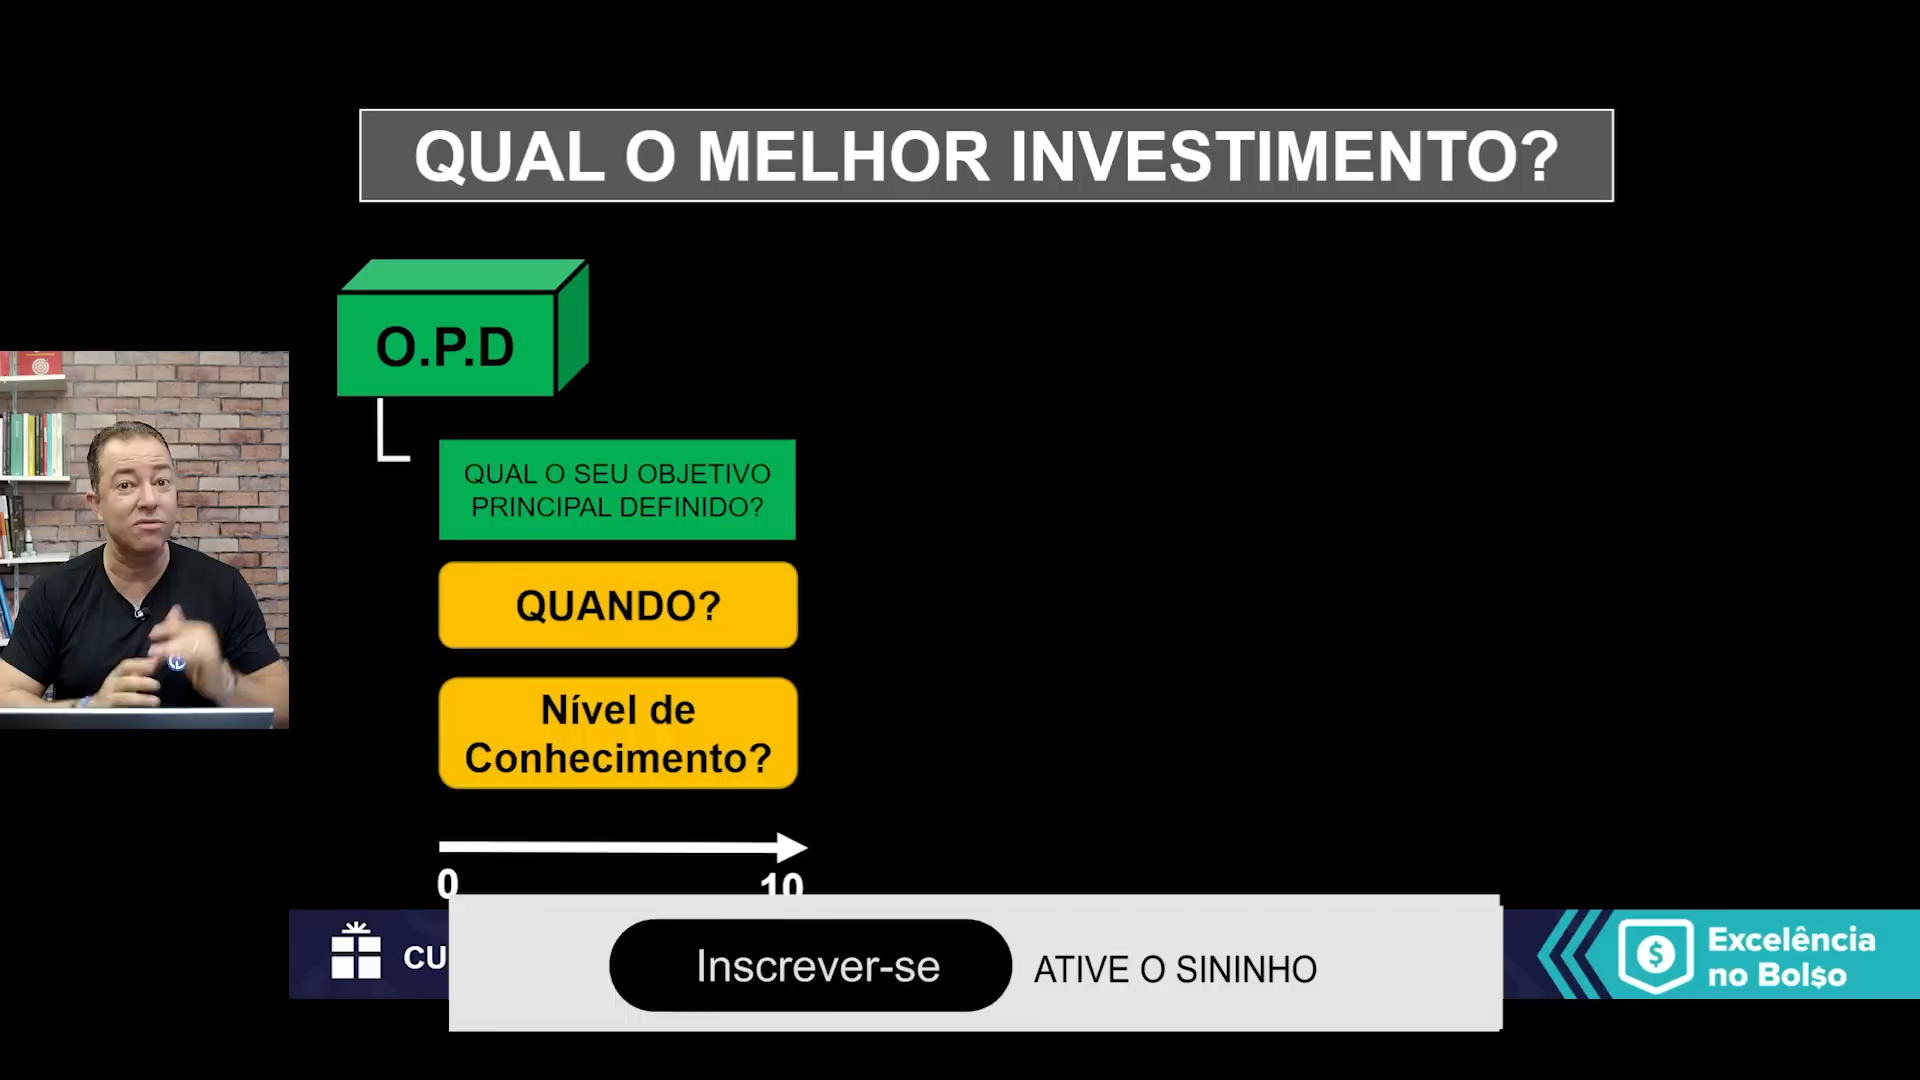 QUAL O MELHOR INVESTIMENTO?
O.P.D
QUAL O SEU OBJETIVO
PRINCIPAL DEFINIDO?
QUANDO?
Nível de
Conhecimento?
0
10
CU
Inscrever-se
ATIVE O SININHO
Excelência
no Bol$o